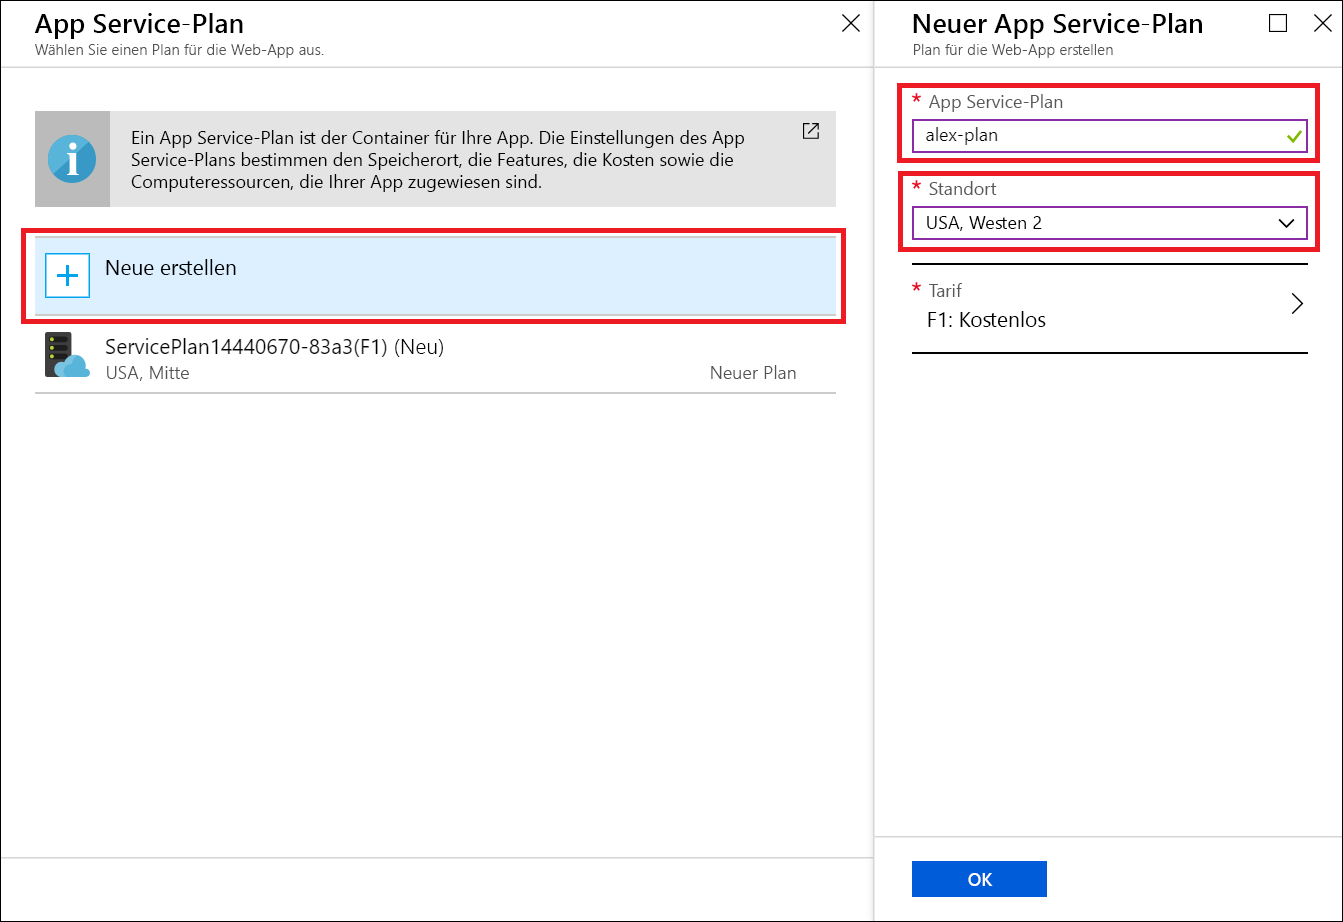 App Service-Plan
Wählen Sie einen Plan für die Web-App aus.
Ein App Service-Plan ist der Container für Ihre App. Die Einstellungen des App
Service-Plans bestimmen den Speicherort, die Features, die Kosten sowie die
Computeressourcen, die Ihrer App zugewiesen sind.
Neue erstellen
ServicePlan14440670-83a3(F1) (Neu)
USA, Mitte
Neuer Plan
Neuer App Service-Plan
Plan für die Web-App erstellen
* App Service-Plan
alex-plan
* Standort
USA, Westen 2
* Tarif
F1: Kostenlos
OK